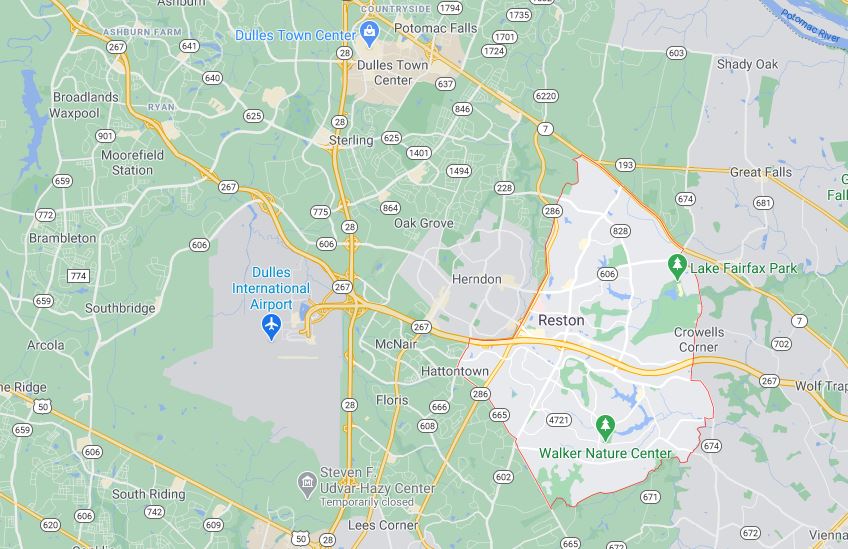 Ashburn
COUNTRYSIDE
1794
1735
Potomac River
ASHBURN FARM
267
Dulles Town Center
Potomac Falls
28
1701
1724
603
Shady Oak
641
640
Dulles Town
Center
637
Broadlands
Waxpool
RYAN
6220
846
625
7
901
Sterling
625
Moorefield
Station
1401
193
1494
Great Falls
659
267
228
674
772
775
864
286
681
Oak Grove
28
828
Brambleton
606
606
774
Dulles
International
Airport
Herndon
606
Lake Fairfax Park
267
659
Southbridge
Reston
7
267
Crowells
Corner
Arcola
McNair
702
Hattontown
267
Wolf Trap
50
286
Floris
666
665
28
4721
608
674
606
Walker Nature Center
Steven F.
Udvar-Hazy Center
Temporarily closed
602
South Riding
671
659
606
742
609
Lees Corner
50
28
672
665
672
Vienna